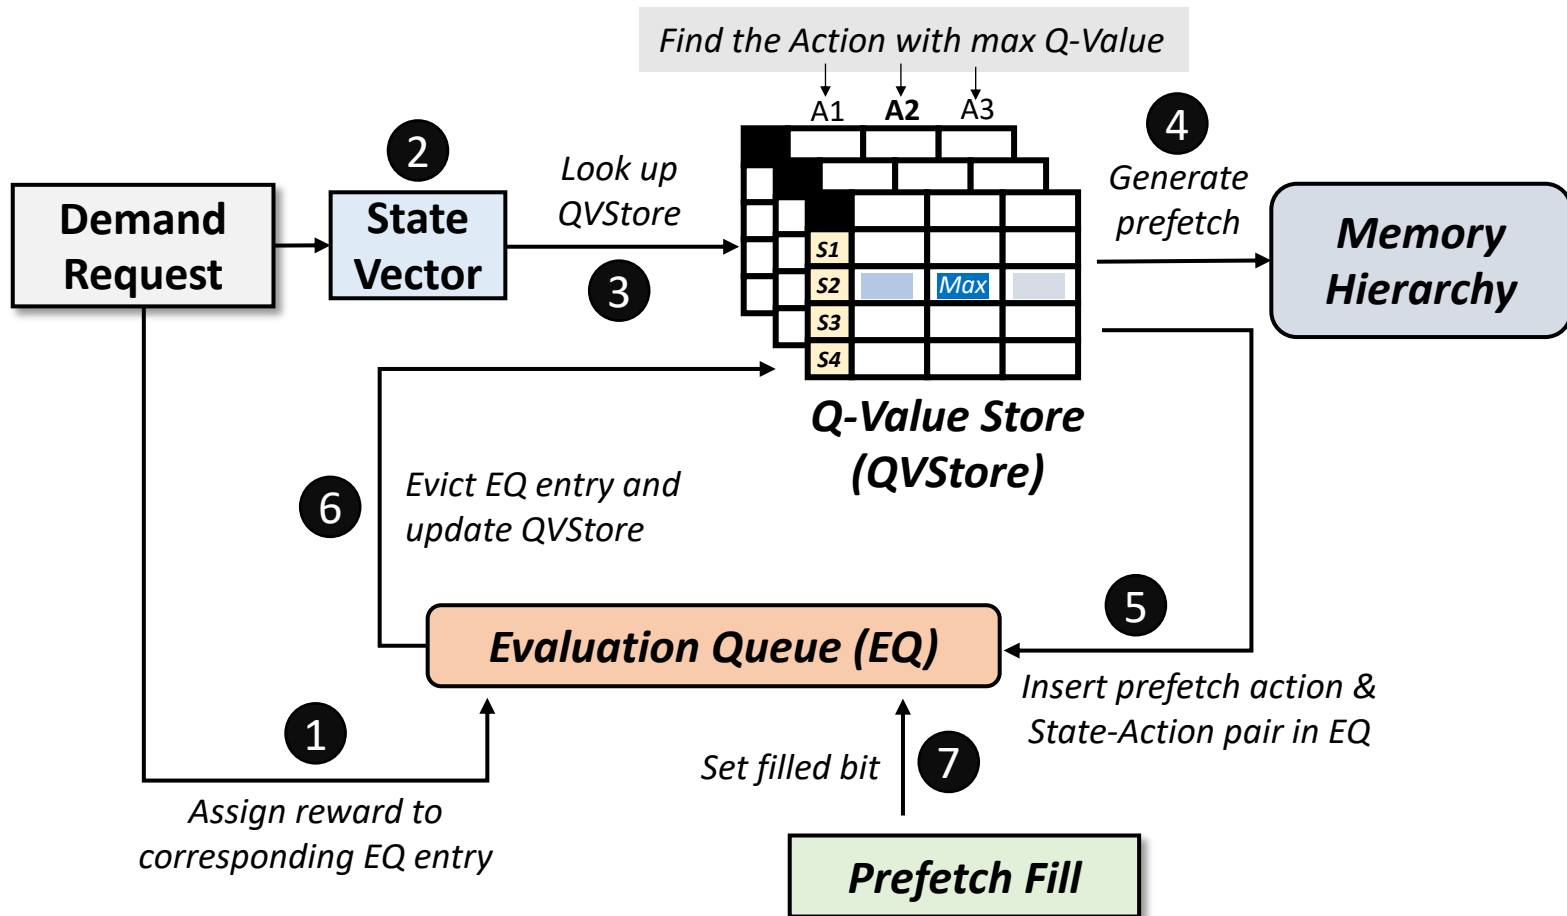 Find the Action with max Q-Value
A1 A2 A3
2
4
Look up
QVStore
Generate
prefetch
Demand
Request
State
Vector
3
S1
S2 Max
S3
S4
Memory
Hierarchy
Q-Value Store
(QVStore)
6
Evict EQ entry and
update QVStore
5
Evaluation Queue (EQ)
Insert prefetch action &
State-Action pair in EQ
1
Set filled bit
7
Assign reward to
corresponding EQ entry
Prefetch Fill